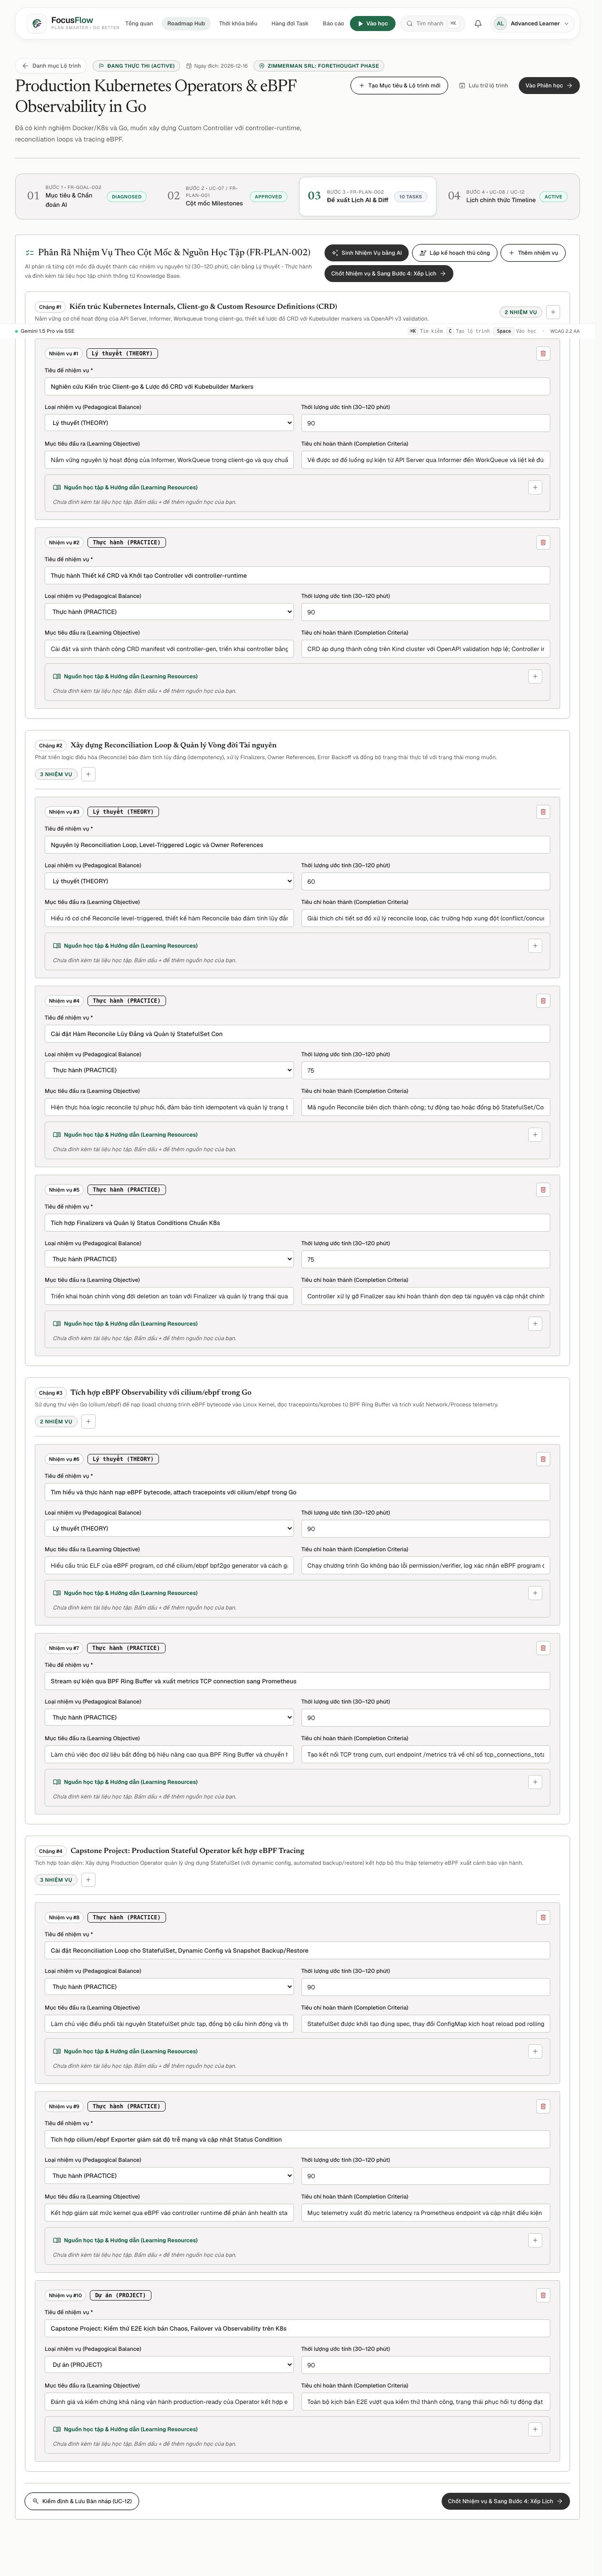 FocusFlow
PLAN SMARTER • GO BETTER
Tổng quan
Roadmap Hub
Thời khóa biểu
Hàng đợi Task
Báo cáo
Vào học
Tìm nhanh
⌘K
AL
Advanced Learner
Danh mục Lộ trình
ĐANG THỰC THI (ACTIVE)
Ngày đích: 2026-12-16
ZIMMERMAN SRL: FORETHOUGHT PHASE
Production Kubernetes Operators & eBPF
Observability in Go
Tạo Mục tiêu & Lộ trình mới
Lưu trữ lộ trình
Vào Phiên học
Đã có kinh nghiệm Docker/K8s và Go, muốn xây dựng Custom Controller với controller-runtime,
reconciliation loops và tracing eBPF.
01
BƯỚC 1 • FR-GOAL-002
Mục tiêu & Chẩn
đoán AI
DIAGNOSED
02
BƯỚC 2 • UC-07 / FR-
PLAN-001
Cột mốc Milestones
APPROVED
03
BƯỚC 3 • FR-PLAN-002
Đề xuất Lịch AI & Diff
10 TASKS
04
BƯỚC 4 • UC-08 / UC-12
Lịch chính thức Timeline
ACTIVE
Phân Rã Nhiệm Vụ Theo Cột Mốc & Nguồn Học Tập (FR-PLAN-002)
AI phân rã từng cột mốc đã duyệt thành các nhiệm vụ nguyên tử (30–120 phút), cân bằng Lý thuyết - Thực hành
và đính kèm tài liệu học tập chính thống từ Knowledge Base.
Sinh Nhiệm Vụ bằng AI
Lập kế hoạch thủ công
Thêm nhiệm vụ
Chốt Nhiệm vụ & Sang Bước 4: Xếp Lịch
Chặng #1
Kiến trúc Kubernetes Internals, Client-go & Custom Resource Definitions (CRD)
Nắm vững cơ chế hoạt động của API Server, Informer, Workqueue trong client-go, thiết kế lược đồ CRD với Kubebuilder markers và OpenAPI v3 validation.
2 NHIỆM VỤ
Gemini 1.5 Pro via SSE
⌘K Tìm kiếm
C Tạo lộ trình
Space Vào học
WCAG 2.2 AA
Nhiệm vụ #1
Lý thuyết (THEORY)
Tiêu đề nhiệm vụ *
Nghiên cứu Kiến trúc Client-go & Lược đồ CRD với Kubebuilder Markers
Loại nhiệm vụ (Pedagogical Balance)
Thời lượng ước tính (30–120 phút)
Lý thuyết (THEORY)
90
Mục tiêu đầu ra (Learning Objective)
Tiêu chí hoàn thành (Completion Criteria)
Nắm vững nguyên lý hoạt động của Informer, WorkQueue trong client-go và quy chuẩ
Vẽ được sơ đồ luồng sự kiện từ API Server qua Informer đến WorkQueue và liệt kê đủ
Nguồn học tập & Hướng dẫn (Learning Resources)
Chưa đính kèm tài liệu học tập. Bấm dấu + để thêm nguồn học của bạn.
Nhiệm vụ #2
Thực hành (PRACTICE)
Tiêu đề nhiệm vụ *
Thực hành Thiết kế CRD và Khởi tạo Controller với controller-runtime
Loại nhiệm vụ (Pedagogical Balance)
Thời lượng ước tính (30–120 phút)
Thực hành (PRACTICE)
90
Mục tiêu đầu ra (Learning Objective)
Tiêu chí hoàn thành (Completion Criteria)
Cài đặt và sinh thành công CRD manifest với controller-gen, triển khai controller bằng
CRD áp dụng thành công trên Kind cluster với OpenAPI validation hợp lệ; Controller in
Nguồn học tập & Hướng dẫn (Learning Resources)
Chưa đính kèm tài liệu học tập. Bấm dấu + để thêm nguồn học của bạn.
Chặng #2
Xây dựng Reconciliation Loop & Quản lý Vòng đời Tài nguyên
Phát triển logic điều hòa (Reconcile) bảo đảm tính lũy đẳng (idempotency), xử lý Finalizers, Owner References, Error Backoff và đồng bộ trạng thái thực tế với trạng thái mong muốn.
3 NHIỆM VỤ
Nhiệm vụ #3
Lý thuyết (THEORY)
Tiêu đề nhiệm vụ *
Nguyên lý Reconciliation Loop, Level-Triggered Logic và Owner References
Loại nhiệm vụ (Pedagogical Balance)
Thời lượng ước tính (30–120 phút)
Lý thuyết (THEORY)
60
Mục tiêu đầu ra (Learning Objective)
Tiêu chí hoàn thành (Completion Criteria)
Hiểu rõ cơ chế Reconcile level-triggered, thiết kế hàm Reconcile bảo đảm tính lũy đẳn
Giải thích chi tiết sơ đồ xử lý reconcile loop, các trường hợp xung đột (conflict/concur
Nguồn học tập & Hướng dẫn (Learning Resources)
Chưa đính kèm tài liệu học tập. Bấm dấu + để thêm nguồn học của bạn.
Nhiệm vụ #4
Thực hành (PRACTICE)
Tiêu đề nhiệm vụ *
Cài đặt Hàm Reconcile Lũy Đẳng và Quản lý StatefulSet Con
Loại nhiệm vụ (Pedagogical Balance)
Thời lượng ước tính (30–120 phút)
Thực hành (PRACTICE)
75
Mục tiêu đầu ra (Learning Objective)
Tiêu chí hoàn thành (Completion Criteria)
Hiện thực hóa logic reconcile tự phục hồi, đảm bảo tính idempotent và quản lý trạng t
Mã nguồn Reconcile biên dịch thành công; tự động tạo hoặc đồng bộ StatefulSet/Co
Nguồn học tập & Hướng dẫn (Learning Resources)
Chưa đính kèm tài liệu học tập. Bấm dấu + để thêm nguồn học của bạn.
Nhiệm vụ #5
Thực hành (PRACTICE)
Tiêu đề nhiệm vụ *
Tích hợp Finalizers và Quản lý Status Conditions Chuẩn K8s
Loại nhiệm vụ (Pedagogical Balance)
Thời lượng ước tính (30–120 phút)
Thực hành (PRACTICE)
75
Mục tiêu đầu ra (Learning Objective)
Tiêu chí hoàn thành (Completion Criteria)
Triển khai hoàn chỉnh vòng đời deletion an toàn với Finalizer và quản lý trạng thái qua
Controller xử lý gỡ Finalizer sau khi hoàn thành dọn dẹp tài nguyên và cập nhật chính
Nguồn học tập & Hướng dẫn (Learning Resources)
Chưa đính kèm tài liệu học tập. Bấm dấu + để thêm nguồn học của bạn.
Chặng #3
Tích hợp eBPF Observability với cilium/ebpf trong Go
Sử dụng thư viện Go (cilium/ebpf) để nạp (load) chương trình eBPF bytecode vào Linux Kernel, đọc tracepoints/kprobes từ BPF Ring Buffer và trích xuất Network/Process telemetry.
2 NHIỆM VỤ
Nhiệm vụ #6
Lý thuyết (THEORY)
Tiêu đề nhiệm vụ *
Tìm hiểu và thực hành nạp eBPF bytecode, attach tracepoints với cilium/ebpf trong Go
Loại nhiệm vụ (Pedagogical Balance)
Thời lượng ước tính (30–120 phút)
Lý thuyết (THEORY)
90
Mục tiêu đầu ra (Learning Objective)
Tiêu chí hoàn thành (Completion Criteria)
Hiểu cấu trúc ELF của eBPF program, cơ chế cilium/ebpf bpf2go generator và cách g
Chạy chương trình Go không báo lỗi permission/verifier, log xác nhận eBPF program
Nguồn học tập & Hướng dẫn (Learning Resources)
Chưa đính kèm tài liệu học tập. Bấm dấu + để thêm nguồn học của bạn.
Nhiệm vụ #7
Thực hành (PRACTICE)
Tiêu đề nhiệm vụ *
Stream sự kiện qua BPF Ring Buffer và xuất metrics TCP connection sang Prometheus
Loại nhiệm vụ (Pedagogical Balance)
Thời lượng ước tính (30–120 phút)
Thực hành (PRACTICE)
90
Mục tiêu đầu ra (Learning Objective)
Tiêu chí hoàn thành (Completion Criteria)
Làm chủ việc đọc dữ liệu bất đồng bộ hiệu năng cao qua BPF Ring Buffer và chuyển
Tạo kết nối TCP trong cụm, curl endpoint /metrics trả về chỉ số tcp_connections_tota
Nguồn học tập & Hướng dẫn (Learning Resources)
Chưa đính kèm tài liệu học tập. Bấm dấu + để thêm nguồn học của bạn.
Chặng #4
Capstone Project: Production Stateful Operator kết hợp eBPF Tracing
Tích hợp toàn diện: Xây dựng Production Operator quản lý ứng dụng StatefulSet (với dynamic config, automated backup/restore) kết hợp bộ thu thập telemetry eBPF xuất cảnh báo vận hành.
3 NHIỆM VỤ
Nhiệm vụ #8
Thực hành (PRACTICE)
Tiêu đề nhiệm vụ *
Cài đặt Reconciliation Loop cho StatefulSet, Dynamic Config và Snapshot Backup/Restore
Loại nhiệm vụ (Pedagogical Balance)
Thời lượng ước tính (30–120 phút)
Thực hành (PRACTICE)
90
Mục tiêu đầu ra (Learning Objective)
Tiêu chí hoàn thành (Completion Criteria)
Làm chủ việc điều phối tài nguyên StatefulSet phức tạp, đồng bộ cấu hình động và th
StatefulSet được khởi tạo đúng spec, thay đổi ConfigMap kích hoạt reload pod rolling
Nguồn học tập & Hướng dẫn (Learning Resources)
Chưa đính kèm tài liệu học tập. Bấm dấu + để thêm nguồn học của bạn.
Nhiệm vụ #9
Thực hành (PRACTICE)
Tiêu đề nhiệm vụ *
Tích hợp cilium/ebpf Exporter giám sát độ trễ mạng và cập nhật Status Condition
Loại nhiệm vụ (Pedagogical Balance)
Thời lượng ước tính (30–120 phút)
Thực hành (PRACTICE)
90
Mục tiêu đầu ra (Learning Objective)
Tiêu chí hoàn thành (Completion Criteria)
Kết hợp giám sát mức kernel qua eBPF vào controller runtime để phản ánh health sta
Mục telemetry xuất đủ metric latency ra Prometheus endpoint và cập nhật điều kiện
Nguồn học tập & Hướng dẫn (Learning Resources)
Chưa đính kèm tài liệu học tập. Bấm dấu + để thêm nguồn học của bạn.
Nhiệm vụ #10
Dự án (PROJECT)
Tiêu đề nhiệm vụ *
Capstone Project: Kiểm thử E2E kịch bản Chaos, Failover và Observability trên K8s
Loại nhiệm vụ (Pedagogical Balance)
Thời lượng ước tính (30–120 phút)
Dự án (PROJECT)
90
Mục tiêu đầu ra (Learning Objective)
Tiêu chí hoàn thành (Completion Criteria)
Đánh giá và kiểm chứng khả năng vận hành production-ready của Operator kết hợp e
Toàn bộ kịch bản E2E vượt qua kiểm thử thành công, trạng thái phục hồi tự động đạt
Nguồn học tập & Hướng dẫn (Learning Resources)
Chưa đính kèm tài liệu học tập. Bấm dấu + để thêm nguồn học của bạn.
Kiểm định & Lưu Bản nháp (UC-12)
Chốt Nhiệm vụ & Sang Bước 4: Xếp Lịch